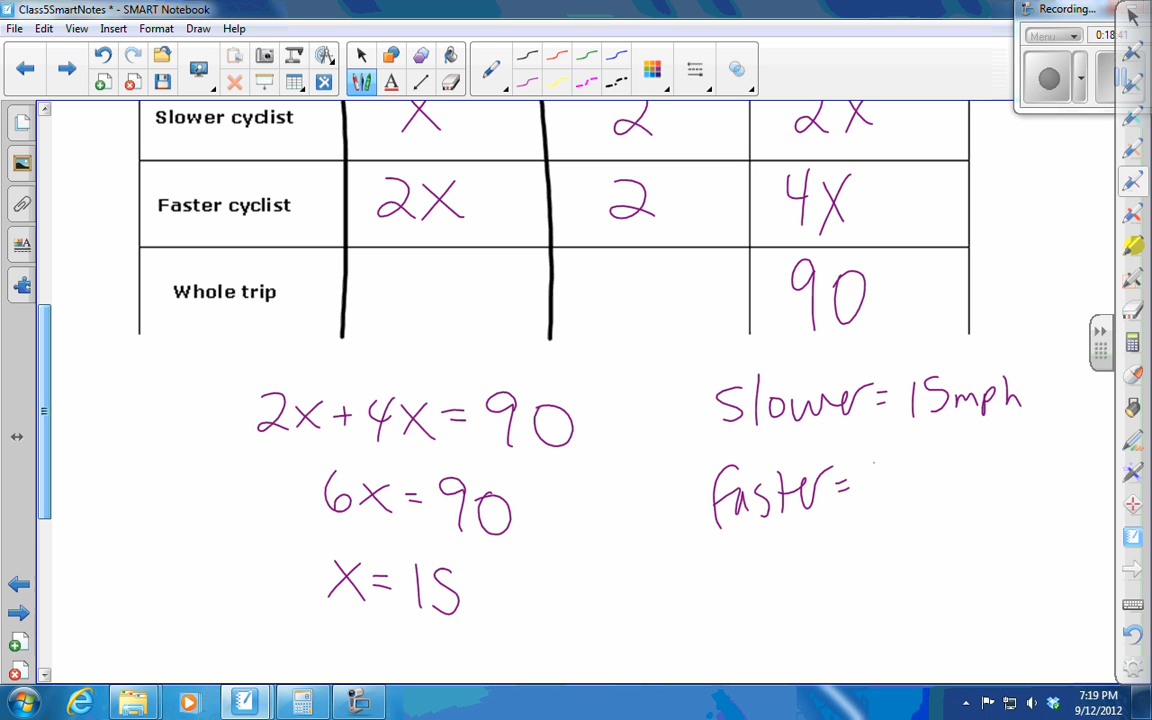 Class5SmartNotes * - SMART Notebook
Recording...
File Edit View Insert Format Draw Help
Menu
0:18:41
Slower cyclist X 2 2X
Faster cyclist 2X 2 4X
Whole trip 90
2x + 4x = 90
slower = 15mph
6x = 90
Faster =
x = 15
7:19 PM
9/12/2012